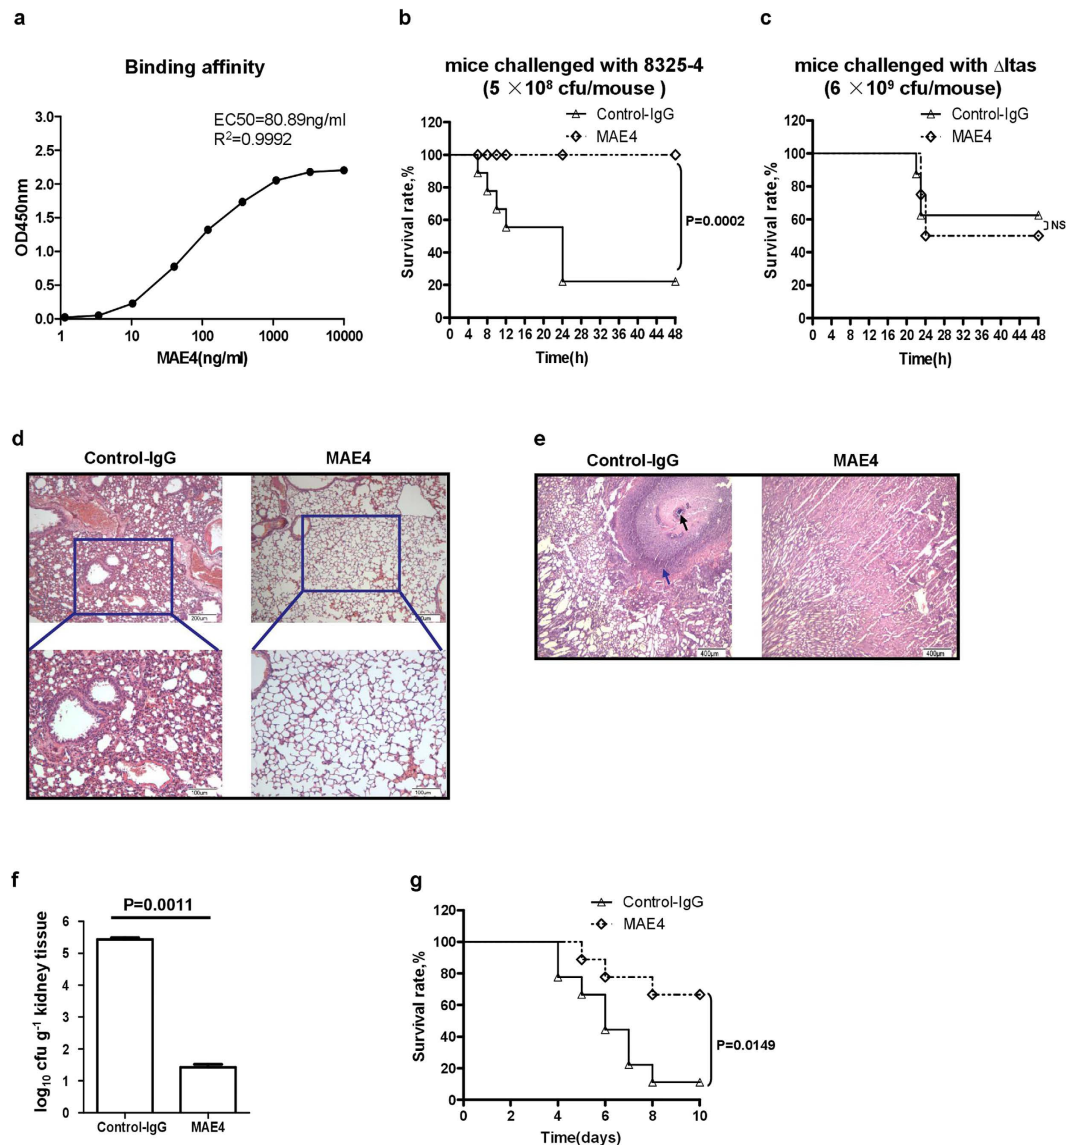 a
Binding affinity
EC50=80.89ng/ml
R²=0.9992
3.0
2.5
2.0
1.5
1.0
0.5
0.0
OD450nm
1 10 100 1000 10000
MAE4(ng/ml)
b
mice challenged with 8325-4
(5 ×10⁸ cfu/mouse )
Control-IgG
MAE4
120
100
80
60
40
20
0
Survival rate,%
P=0.0002
0 4 8 12 16 20 24 28 32 36 40 44 48
Time(h)
c
mice challenged with Δltas
(6 ×10⁹ cfu/mouse)
Control-IgG
MAE4
120
100
80
60
40
20
0
Survival rate,%
NS
0 4 8 12 16 20 24 28 32 36 40 44 48
Time(h)
d
Control-IgG MAE4
200μm
100μm 100μm
e
Control-IgG MAE4
400μm 400μm
f
P=0.0011
6
5
4
3
2
1
0
log₁₀ cfu g⁻¹ kidney tissue
Control-IgG MAE4
g
Control-IgG
MAE4
120
100
80
60
40
20
0
Survival rate,%
P=0.0149
0 2 4 6 8 10
Time(days)